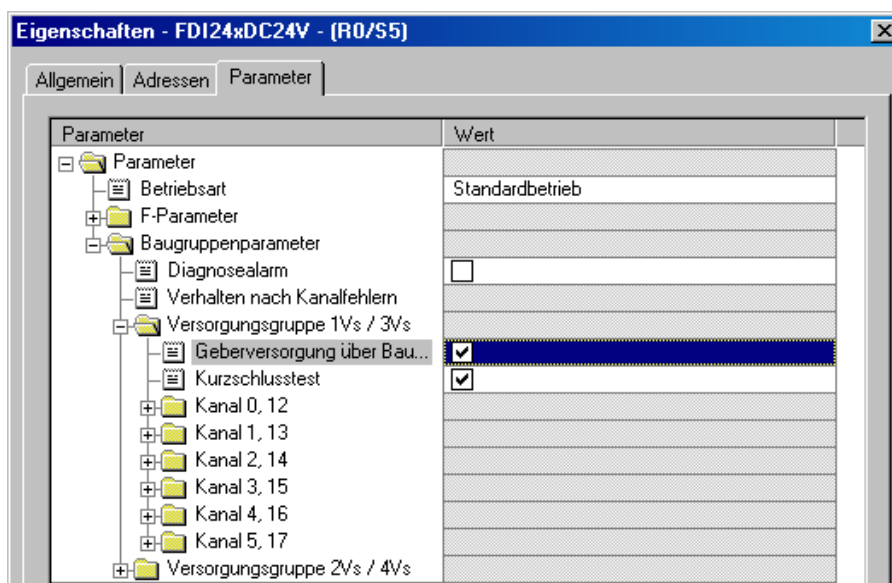 Eigenschaften - FDI24xDC24V - (R0/S5)
Allgemein Adressen Parameter
Parameter Wert
Parameter
Betriebsart Standardbetrieb
F-Parameter
Baugruppenparameter
Diagnosealarm
Verhalten nach Kanalfehlern
Versorgungsgruppe 1Vs / 3Vs
Geberversorgung über Bau...
Kurzschlusstest
Kanal 0, 12
Kanal 1, 13
Kanal 2, 14
Kanal 3, 15
Kanal 4, 16
Kanal 5, 17
Versorgungsgruppe 2Vs / 4Vs